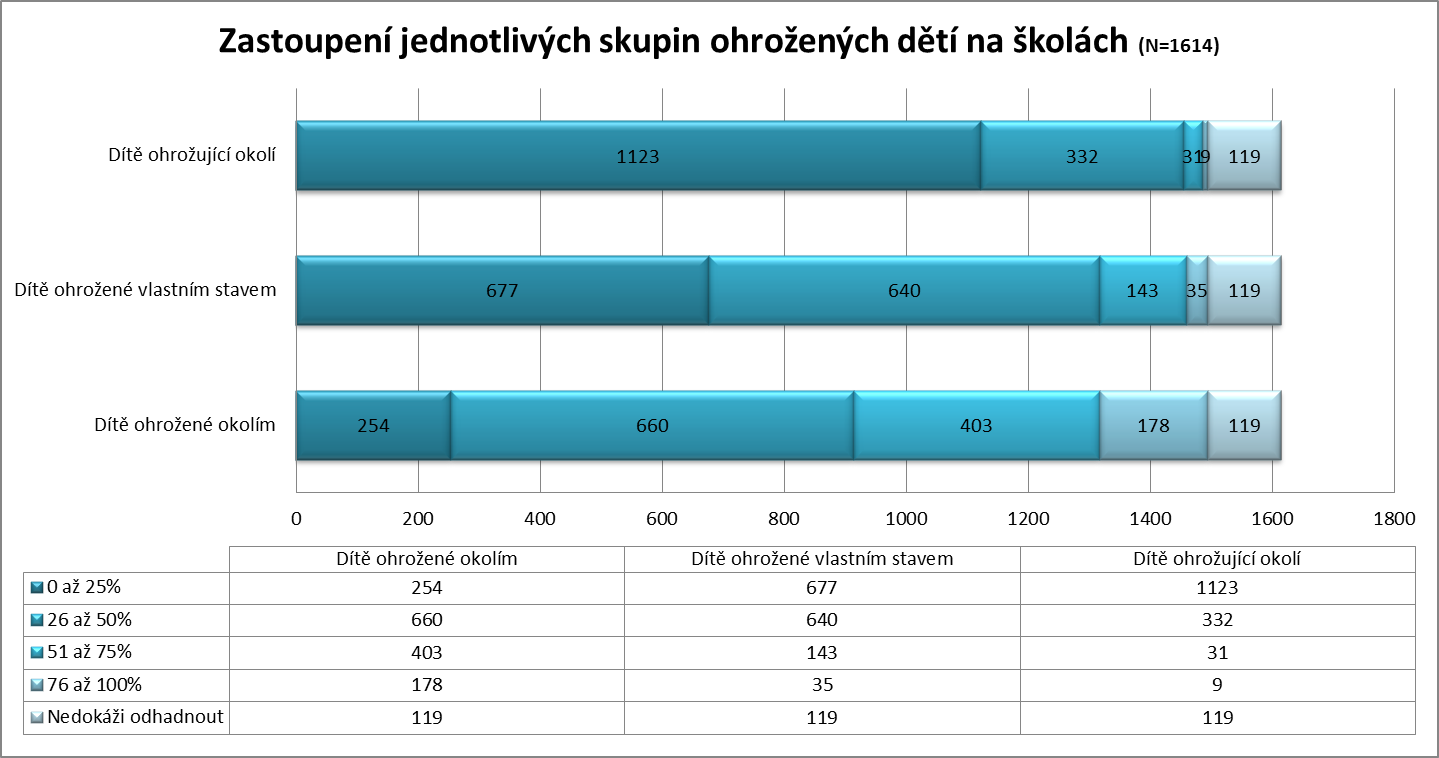 Zastoupení jednotlivých skupin ohrožených dětí na školách (N=1614)
Dítě ohrožující okolí 1123 332 31 9 119
Dítě ohrožené vlastním stavem 677 640 143 35 119
Dítě ohrožené okolím 254 660 403 178 119
0 200 400 600 800 1000 1200 1400 1600 1800
Dítě ohrožené okolím Dítě ohrožené vlastním stavem Dítě ohrožující okolí
0 až 25% 254 677 1123
26 až 50% 660 640 332
51 až 75% 403 143 31
76 až 100% 178 35 9
Nedokáži odhadnout 119 119 119